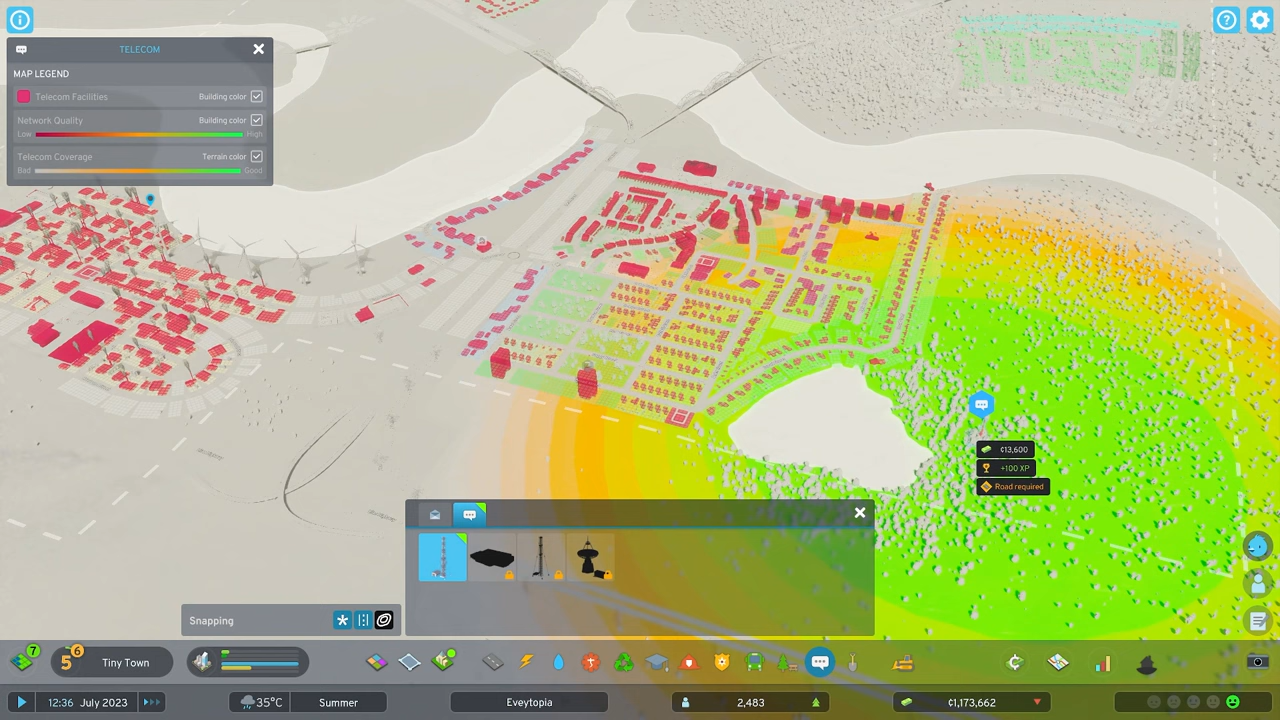 TELECOM
MAP LEGEND
Telecom Facilities Building color
Network Quality Building color
Low High
Telecom Coverage Terrain color
Bad Good
¢13,600
+100 XP
Road required
Snapping
7
5
6
Tiny Town
12:36 July 2023
35°C Summer
Eveytopia
2,483
¢1,173,662